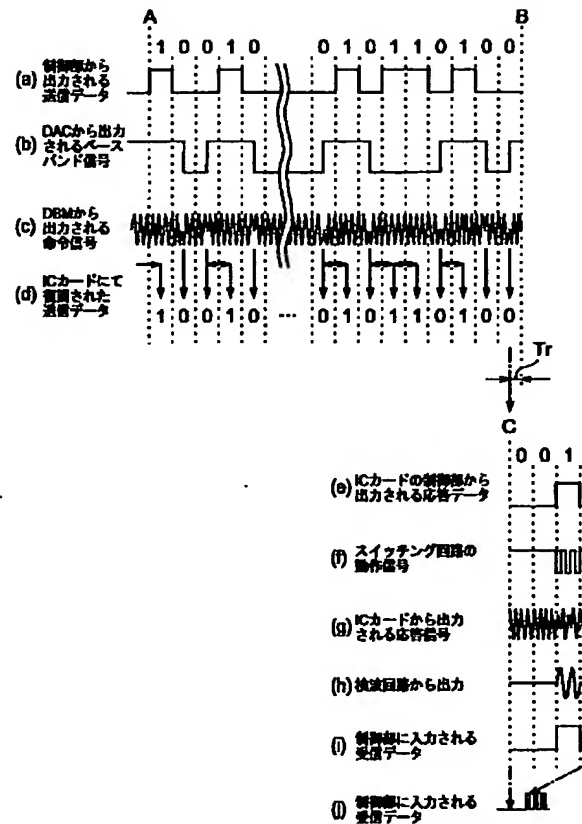 A B
1 0 0 1 0 0 1 0 1 1 0 1 0 0
(a) 制御部から
出力される
送信データ
(b) DACから出力
されるベース
バンド信号
(c) DBMから
出力される
命令信号
(d) ICカードにて
復調された
送信データ
1 0 0 1 0 ... 0 1 0 1 1 0 1 0 0
Tr
C
0 0 1
(e) ICカードの制御部から
出力される応答データ
(f) スイッチング回路の
動作信号
(g) ICカードから出力
される応答信号
(h) 検波回路から出力
(i) 制御部に入力される
受信データ
(j) 制御部に入力される
受信データ